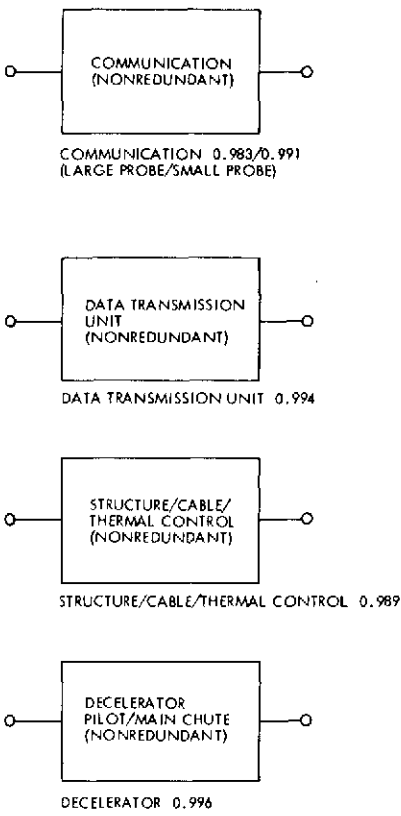 COMMUNICATION
(NONREDUNDANT)
COMMUNICATION 0.983/0.991
(LARGE PROBE/SMALL PROBE)
DATA TRANSMISSION
UNIT
(NONREDUNDANT)
DATA TRANSMISSION UNIT 0.994
STRUCTURE/CABLE/
THERMAL CONTROL
(NONREDUNDANT)
STRUCTURE/CABLE/THERMAL CONTROL 0.989
DECELERATOR
PILOT/MAIN CHUTE
(NONREDUNDANT)
DECELERATOR 0.996